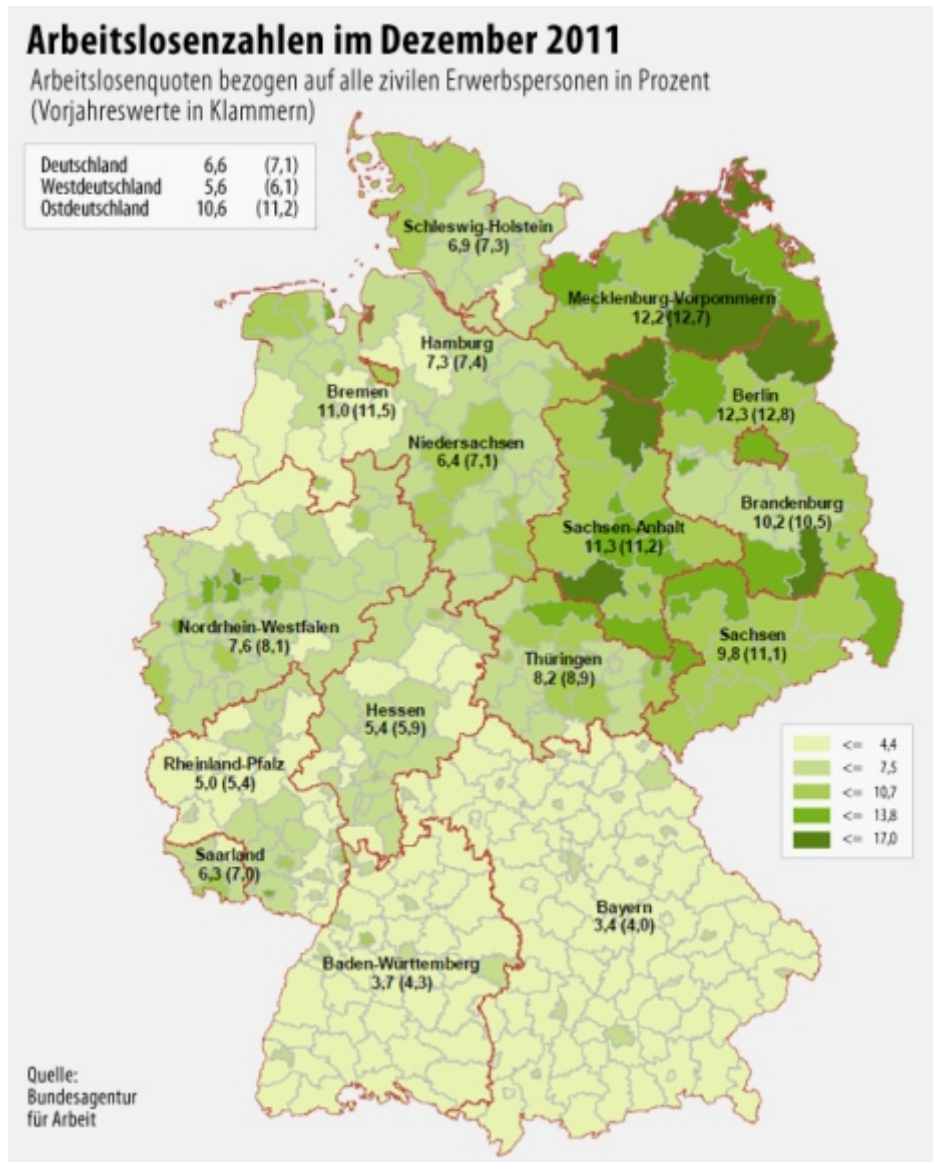 Arbeitslosenzahlen im Dezember 2011
Arbeitslosenquoten bezogen auf alle zivilen Erwerbspersonen in Prozent
(Vorjahreswerte in Klammern)
Deutschland 6,6 (7,1)
Westdeutschland 5,6 (6,1)
Ostdeutschland 10,6 (11,2)
Schleswig-Holstein
6,9 (7,3)
Mecklenburg-Vorpommern
12,2 (12,7)
Hamburg
7,3 (7,4)
Bremen
11,0 (11,5)
Berlin
12,3 (12,8)
Niedersachsen
6,4 (7,1)
Brandenburg
10,2 (10,5)
Sachsen-Anhalt
11,3 (11,2)
Nordrhein-Westfalen
7,6 (8,1)
Sachsen
9,8 (11,1)
Thüringen
8,2 (8,9)
Hessen
5,4 (5,9)
Rheinland-Pfalz
5,0 (5,4)
<= 4,4
<= 7,5
<= 10,7
<= 13,8
<= 17,0
Saarland
6,3 (7,0)
Bayern
3,4 (4,0)
Baden-Württemberg
3,7 (4,3)
Quelle:
Bundesagentur
für Arbeit